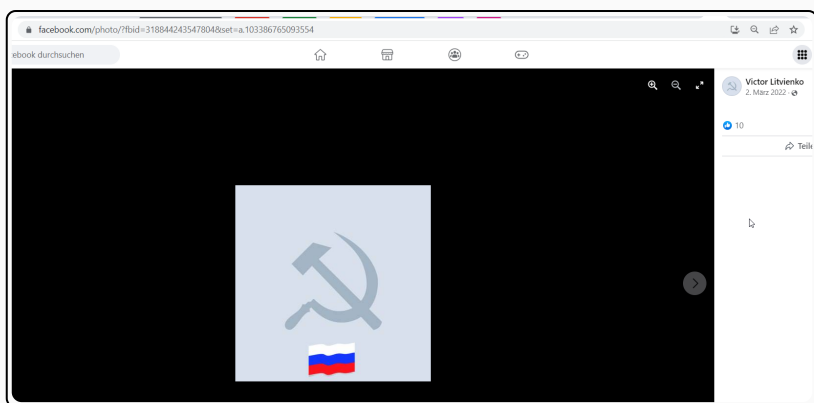 facebook.com/photo/?fbid=318844243547804&set=a.103386765093554
ebook durchsuchen
Victor Litvienko
2. März 2022 ·
10
Teile